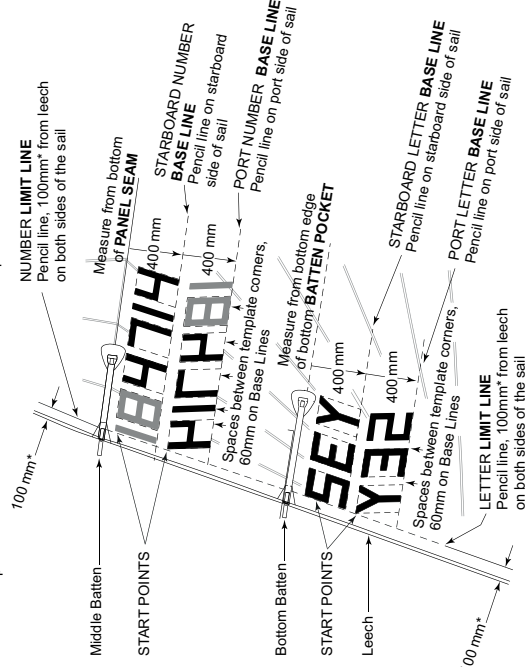 NUMBER LIMIT LINE
Pencil line, 100mm* from leech
on both sides of the sail
100 mm*
Measure from bottom
of PANEL SEAM
Middle Batten
184714
400 mm
STARBOARD NUMBER
BASE LINE
Pencil line on starboard
side of sail
START POINTS
400 mm
PORT NUMBER BASE LINE
Pencil line on port side of sail
Spaces between template corners,
60mm on Base Lines
Measure from bottom edge
of bottom BATTEN POCKET
Bottom Batten
SEY
400 mm
STARBOARD LETTER BASE LINE
Pencil line on starboard side of sail
START POINTS
Y32
400 mm
PORT LETTER BASE LINE
Pencil line on port side of sail
Leech
Spaces between template corners,
60mm on Base Lines
LETTER LIMIT LINE
Pencil line, 100mm* from leech
on both sides of the sail
00 mm*